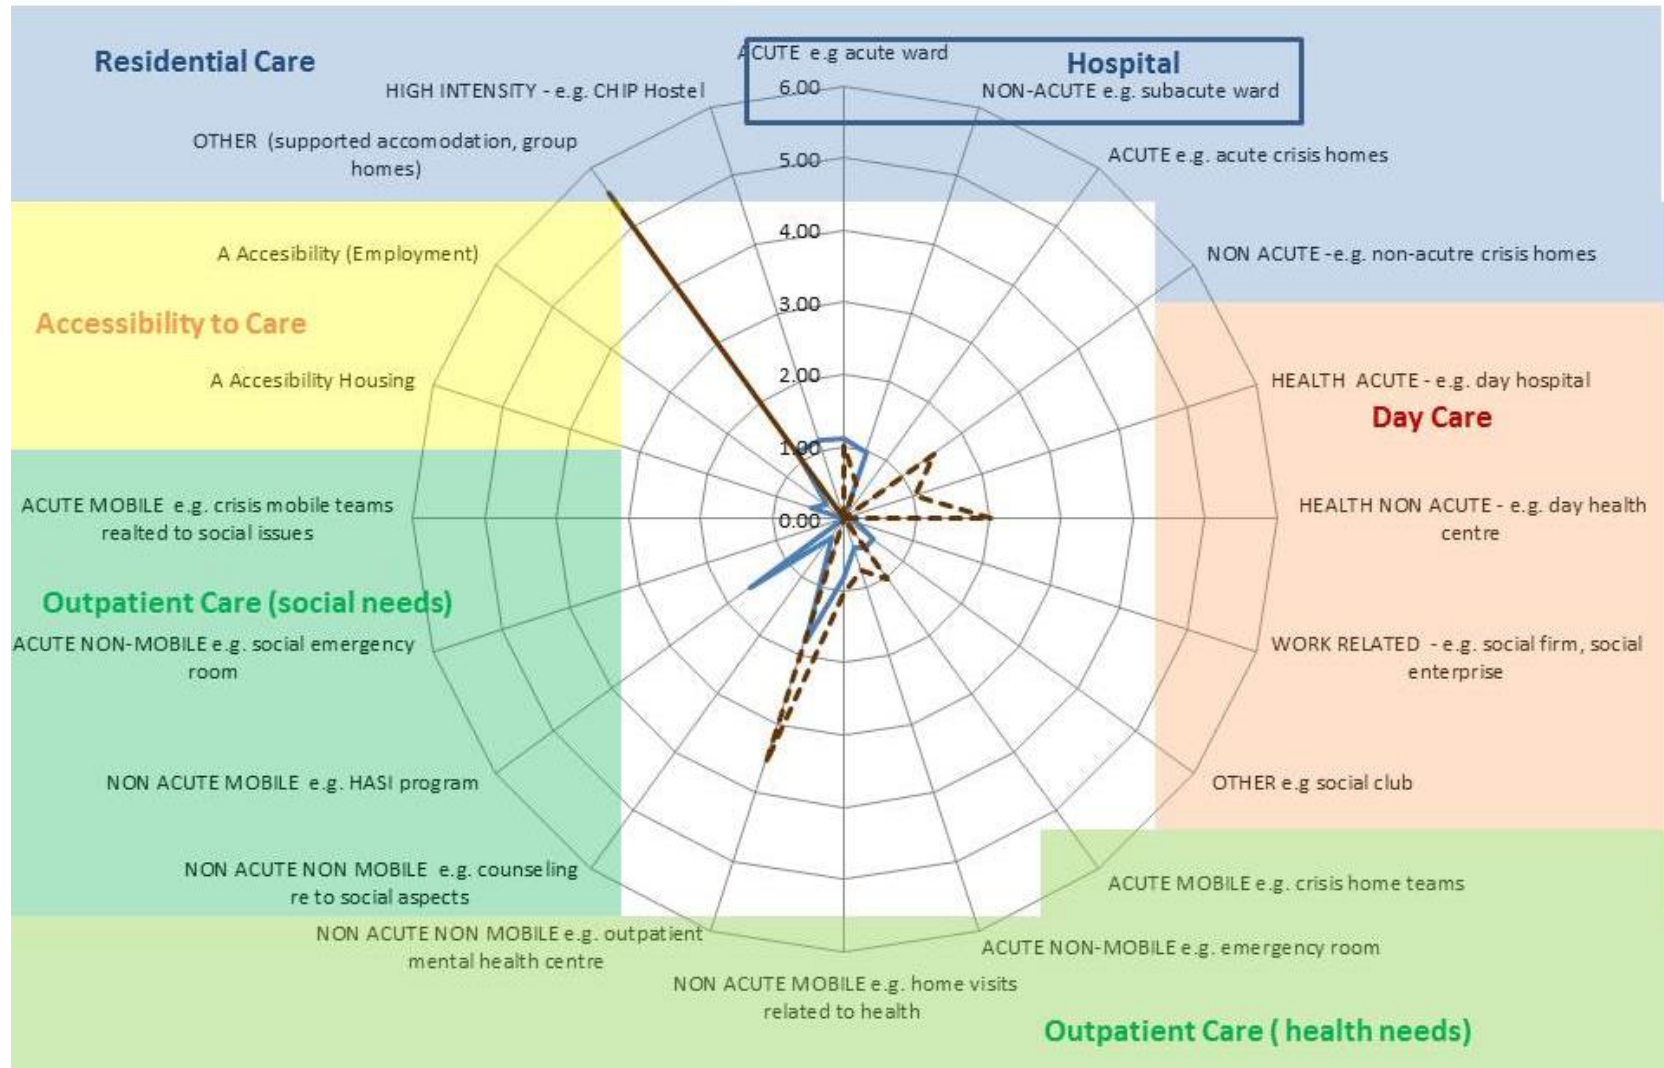 Residential Care
ACUTE e.g acute ward
Hospital
HIGH INTENSITY - e.g. CHIP Hostel
6.00
NON-ACUTE e.g. subacute ward
OTHER (supported accomodation, group
homes)
5.00
ACUTE e.g. acute crisis homes
4.00
A Accesibility (Employment)
NON ACUTE -e.g. non-acutre crisis homes
3.00
Accessibility to Care
2.00
A Accesibility Housing
HEALTH ACUTE - e.g. day hospital
Day Care
1.00
ACUTE MOBILE e.g. crisis mobile teams
realted to social issues
0.00
HEALTH NON ACUTE - e.g. day health
centre
Outpatient Care (social needs)
ACUTE NON-MOBILE e.g. social emergency
room
WORK RELATED - e.g. social firm, social
enterprise
NON ACUTE MOBILE e.g. HASI program
OTHER e.g social club
NON ACUTE NON MOBILE e.g. counseling
re to social aspects
ACUTE MOBILE e.g. crisis home teams
NON ACUTE NON MOBILE e.g. outpatient
mental health centre
ACUTE NON-MOBILE e.g. emergency room
NON ACUTE MOBILE e.g. home visits
related to health
Outpatient Care ( health needs)